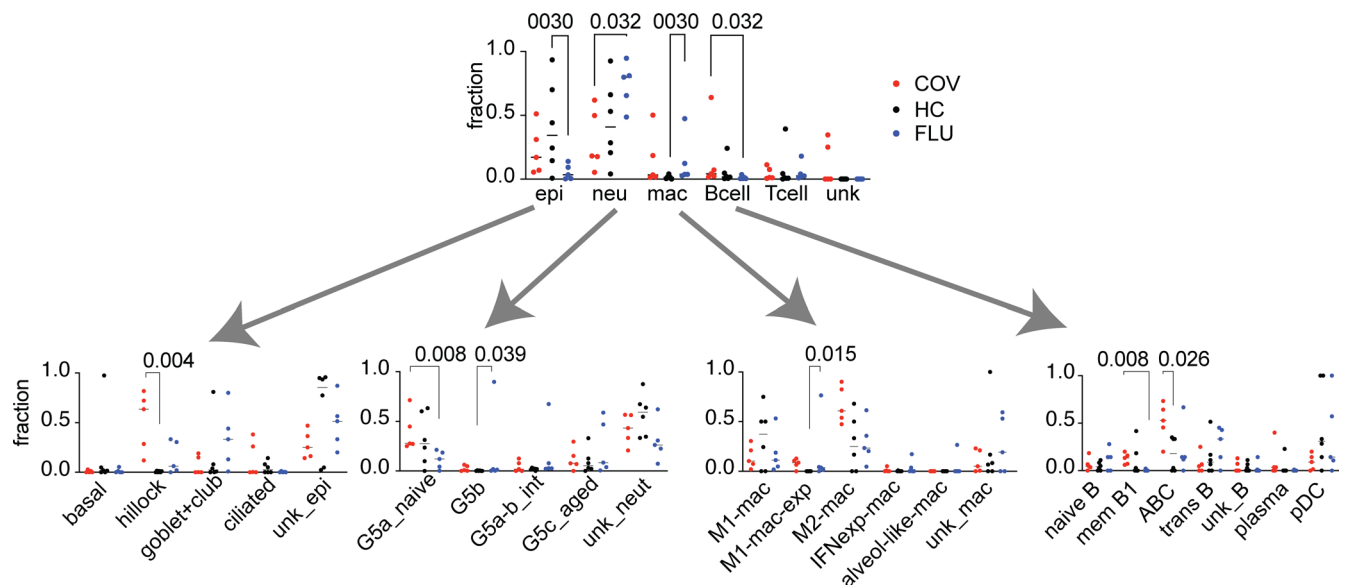 0030 0.032 0030 0.032
1.0
0.5
0.0
fraction
COV
HC
FLU
epi neu mac Bcell Tcell unk
1.0
0.5
0.0
fraction
0.004
basal
hillock
goblet+club
ciliated
unk_epi
1.0
0.5
0.0
0.008 0.039
G5a_naive
G5b
G5a-b_int
G5c_aged
unk_neut
1.0
0.5
0.0
0.015
M1-mac
M1-mac-exp
M2-mac
IFNexp-mac
alveol-like-mac
unk_mac
1.0
0.5
0.0
0.008 0.026
naive B
mem B1
ABC
trans B
unk_B
plasma
pDC